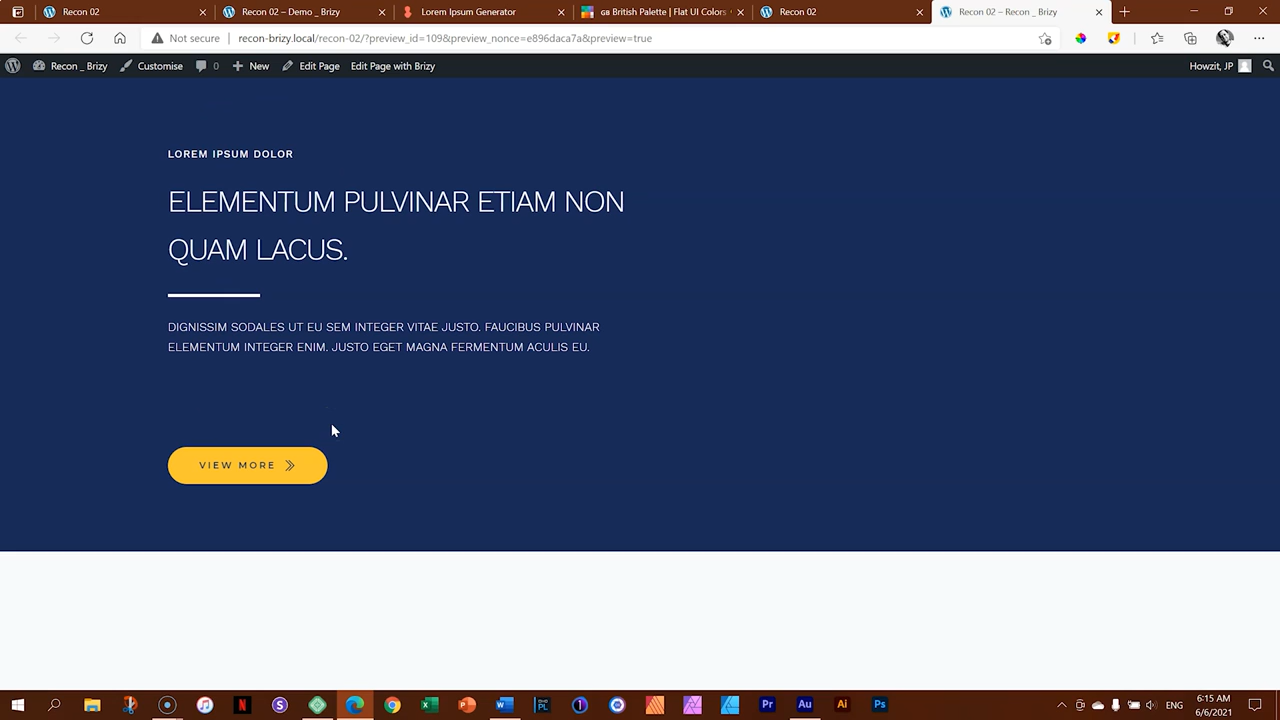 Recon 02
Recon 02 – Demo _ Brizy
Lorem Ipsum Generator
British Palette | Flat UI Colors
Recon 02
Recon 02 – Recon _ Brizy
Not secure
recon-brizy.local/recon-02/?preview_id=109&preview_nonce=e896daca7a&preview=true
Recon _ Brizy
Customise
0
New
Edit Page
Edit Page with Brizy
Howzit, JP
LOREM IPSUM DOLOR
ELEMENTUM PULVINAR ETIAM NON
QUAM LACUS.
DIGNISSIM SODALES UT EU SEM INTEGER VITAE JUSTO. FAUCIBUS PULVINAR
ELEMENTUM INTEGER ENIM. JUSTO EGET MAGNA FERMENTUM ACULIS EU.
VIEW MORE
ENG
6:15 AM
6/6/2021